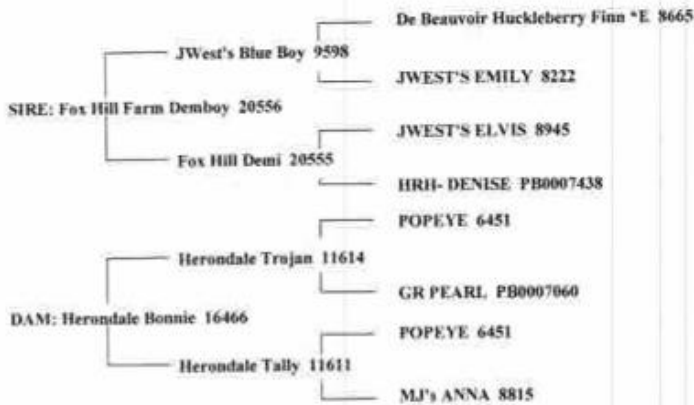 De Beauvoir Huckleberry Finn *E 8665
JWest's Blue Boy 9598
JWEST'S EMILY 8222
SIRE: Fox Hill Farm Demboy 20556
JWEST'S ELVIS 8945
Fox Hill Demi 20555
HRH- DENISE PB0007438
POPEYE 6451
Herondale Trojan 11614
GR PEARL PB0007060
DAM: Herondale Bonnie 16466
POPEYE 6451
Herondale Tally 11611
MJ's ANNA 8815